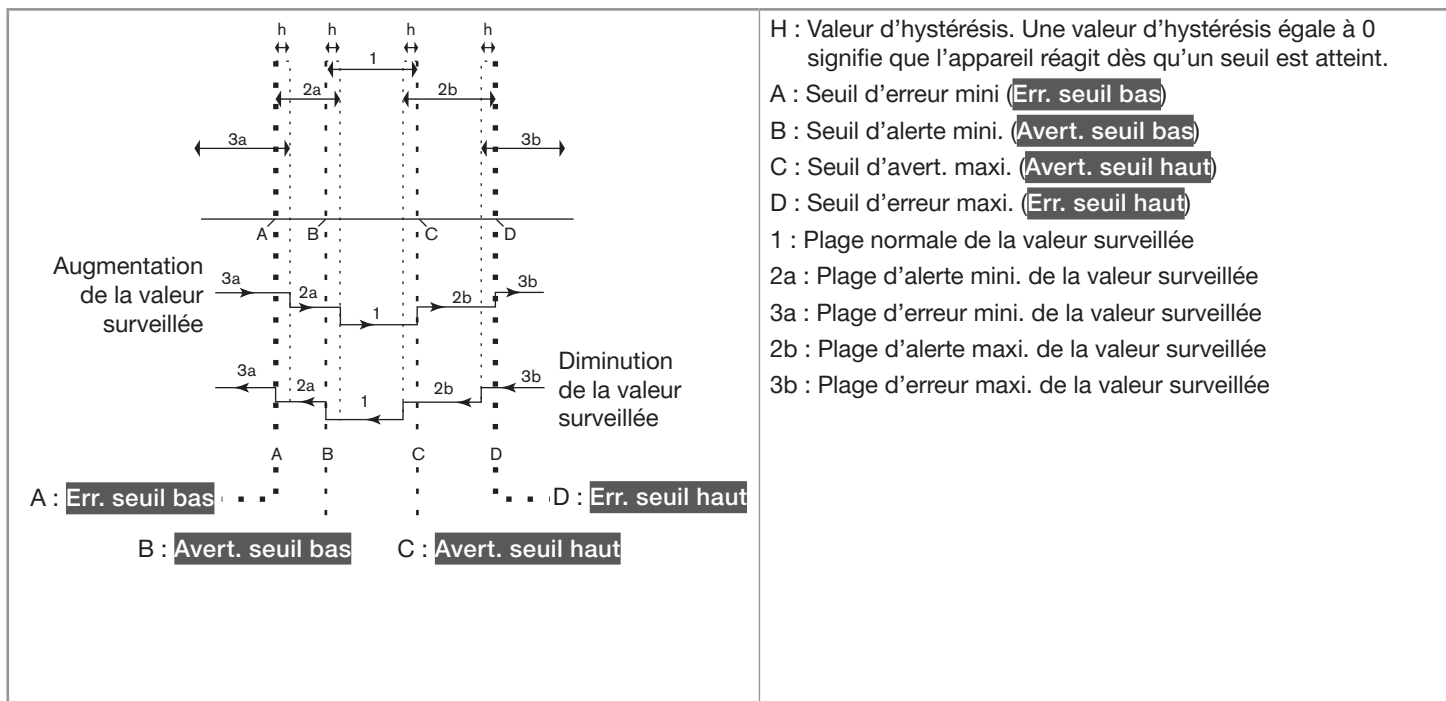 h h h h
1
2a 2b
3a 3b
A B C D
Augmentation
de la valeur
surveillée
3a 2a 1 2b 3b
Diminution
de la valeur
surveillée
3a 2a 1 2b 3b
A B C D
A : Err. seuil bas
D : Err. seuil haut
B : Avert. seuil bas
C : Avert. seuil haut
H : Valeur d’hystérésis. Une valeur d’hystérésis égale à 0
signifie que l’appareil réagit dès qu’un seuil est atteint.
A : Seuil d’erreur mini (Err. seuil bas)
B : Seuil d’alerte mini. (Avert. seuil bas)
C : Seuil d’avert. maxi. (Avert. seuil haut)
D : Seuil d’erreur maxi. (Err. seuil haut)
1 : Plage normale de la valeur surveillée
2a : Plage d’alerte mini. de la valeur surveillée
3a : Plage d’erreur mini. de la valeur surveillée
2b : Plage d’alerte maxi. de la valeur surveillée
3b : Plage d’erreur maxi. de la valeur surveillée